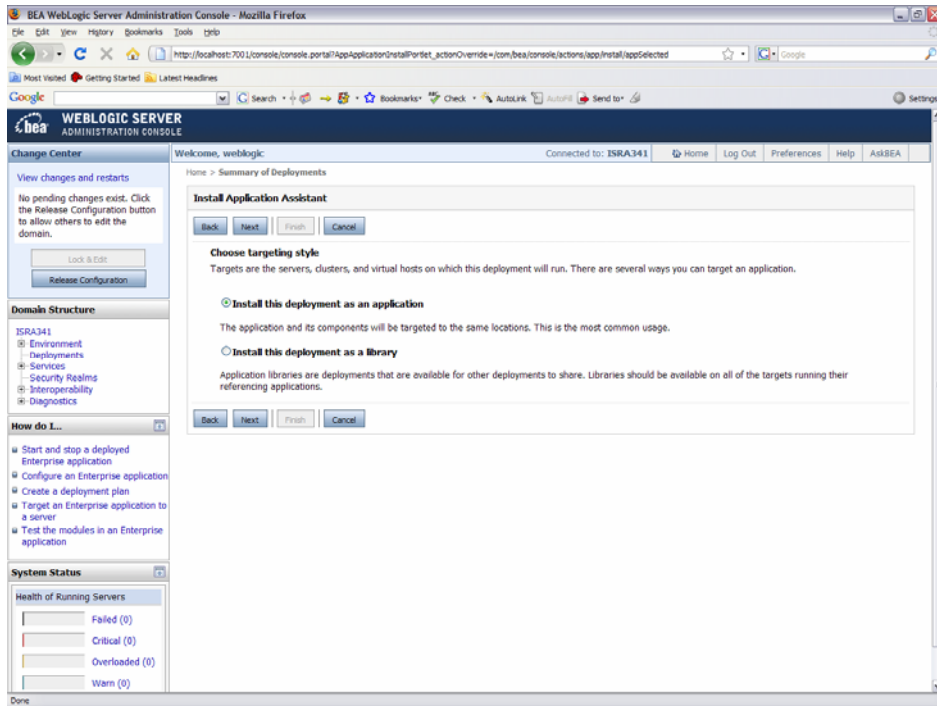 BEA WebLogic Server Administration Console - Mozilla Firefox
File Edit View History Bookmarks Tools Help
http://localhost:7001/console/console.portal?AppApplicationInstallPortlet_actionOverride=/com/bea/console/actions/app/install/appSelected
Google
Most Visited Getting Started Latest Headlines
Google Search Bookmarks Check AutoLink AutoFill Send to Settings
bea WEBLOGIC SERVER
ADMINISTRATION CONSOLE
Change Center
View changes and restarts
No pending changes exist. Click
the Release Configuration button
to allow others to edit the
domain.
Lock & Edit
Release Configuration
Domain Structure
ISRA341
Environment
Deployments
Services
Security Realms
Interoperability
Diagnostics
How do I...
Start and stop a deployed
Enterprise application
Configure an Enterprise application
Create a deployment plan
Target an Enterprise application to
a server
Test the modules in an Enterprise
application
System Status
Health of Running Servers
Failed (0)
Critical (0)
Overloaded (0)
Warn (0)
Welcome, weblogic Connected to: ISRA341 Home Log Out Preferences Help AskBEA
Home > Summary of Deployments
Install Application Assistant
Back Next Finish Cancel
Choose targeting style
Targets are the servers, clusters, and virtual hosts on which this deployment will run. There are several ways you can target an application.
Install this deployment as an application
The application and its components will be targeted to the same locations. This is the most common usage.
Install this deployment as a library
Application libraries are deployments that are available for other deployments to share. Libraries should be available on all of the targets running their
referencing applications.
Back Next Finish Cancel
Done